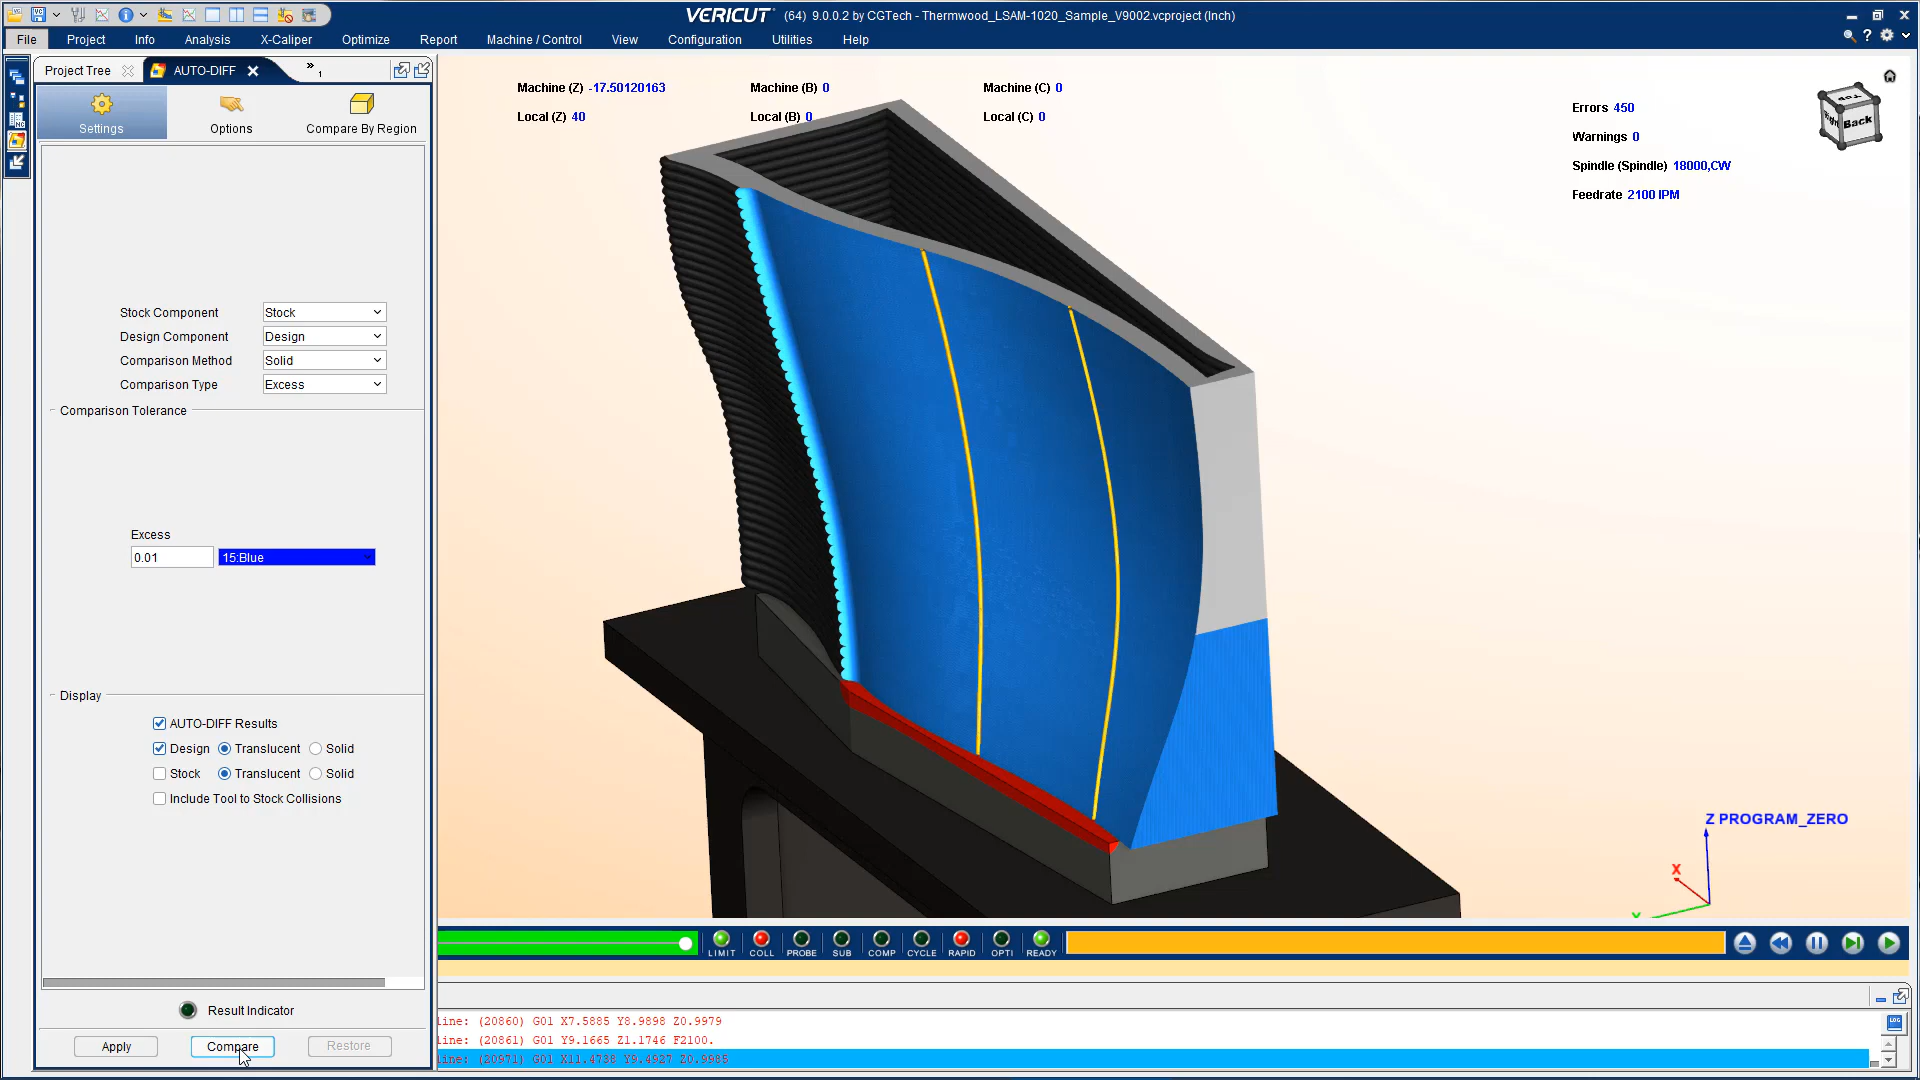 VERICUT (64) 9.0.0.2 by CGTech - Thermwood_LSAM-1020_Sample_V9002.vcproject (Inch)
File Project Info Analysis X-Caliper Optimize Report Machine / Control View Configuration Utilities Help
Project Tree AUTO-DIFF » 1
Settings Options Compare By Region
Stock Component Stock
Design Component Design
Comparison Method Solid
Comparison Type Excess
Comparison Tolerance
Excess
0.01 15:Blue
Display
AUTO-DIFF Results
Design Translucent Solid
Stock Translucent Solid
Include Tool to Stock Collisions
Result Indicator
Apply Compare Restore
Machine (Z) -17.50120163 Machine (B) 0 Machine (C) 0
Local (Z) 40 Local (B) 0 Local (C) 0
Errors 450
Warnings 0
Spindle (Spindle) 18000,CW
Feedrate 2100 IPM
Top
Right Back
Z PROGRAM_ZERO
X
Y
LIMIT COLL PROBE SUB COMP CYCLE RAPID OPTI READY
line: (20860) G01 X7.5885 Y8.9898 Z0.9979
line: (20861) G01 Y9.1665 Z1.1746 F2100.
line: (20971) G01 X11.4738 Y9.4927 Z0.9985
LOG